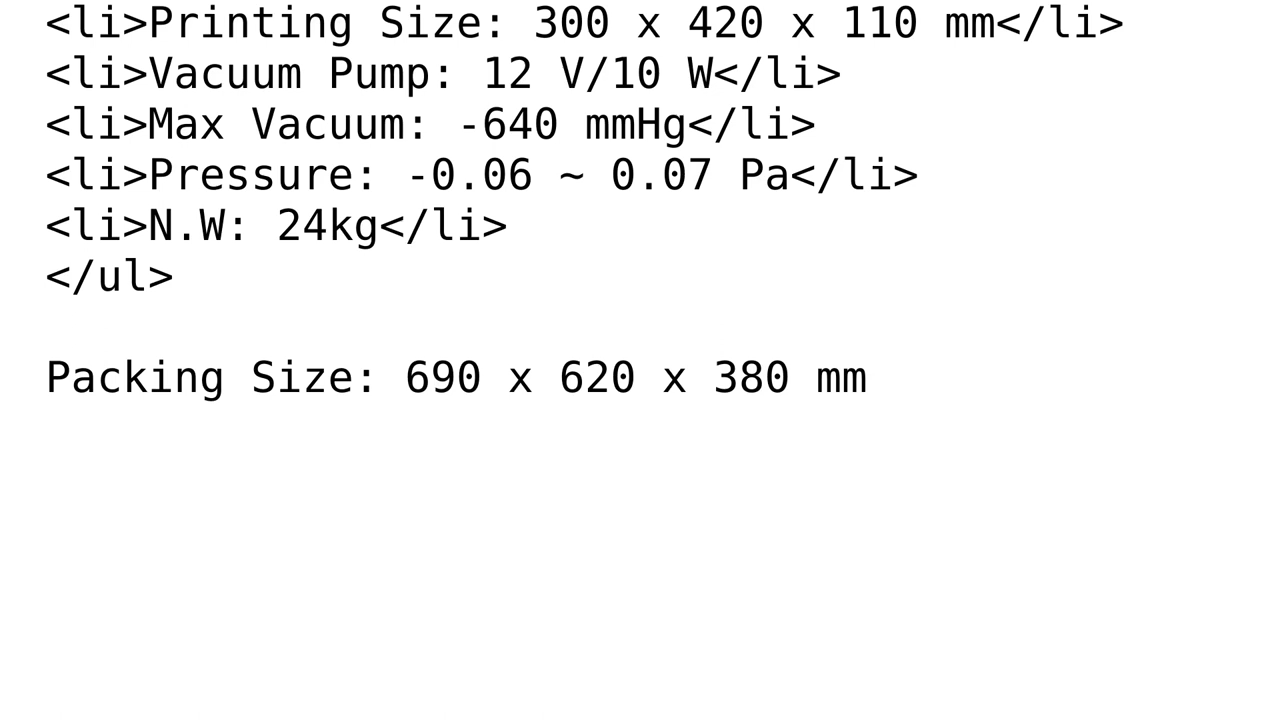 <li>Printing Size: 300 x 420 x 110 mm</li>
<li>Vacuum Pump: 12 V/10 W</li>
<li>Max Vacuum: -640 mmHg</li>
<li>Pressure: -0.06 ~ 0.07 Pa</li>
<li>N.W: 24kg</li>
</ul>

Packing Size: 690 x 620 x 380 mm